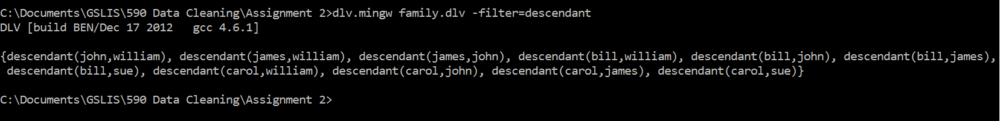 C:\Documents\GSLIS\590 Data Cleaning\Assignment 2>dlv.mingw family.dlv -filter=descendant
DLV [build BEN/Dec 17 2012   gcc 4.6.1]
{descendant(john,william), descendant(james,william), descendant(james,john), descendant(bill,william), descendant(bill,john), descendant(bill,james),
descendant(bill,sue), descendant(carol,william), descendant(carol,john), descendant(carol,james), descendant(carol,sue)}
C:\Documents\GSLIS\590 Data Cleaning\Assignment 2>